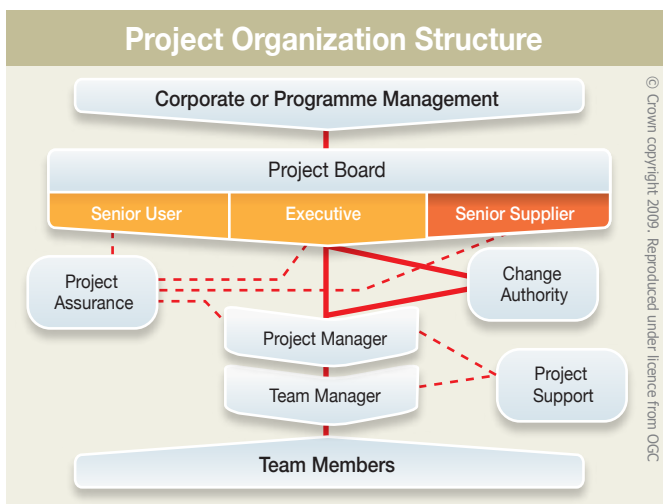 Project Organization Structure
Corporate or Programme Management
Project Board
Senior User
Executive
Senior Supplier
Project
Assurance
Change
Authority
Project Manager
Team Manager
Project
Support
Team Members
© Crown copyright 2009. Reproduced under licence from OGC